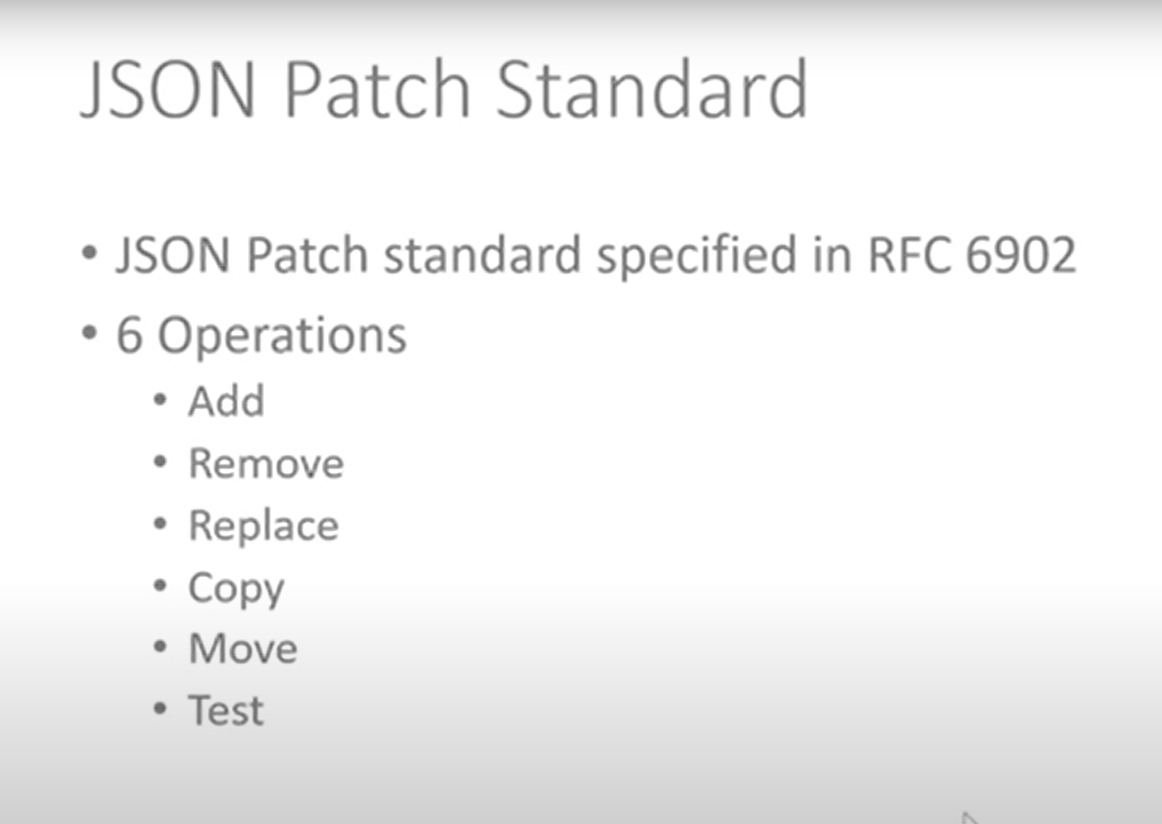 JSON Patch Standard
• JSON Patch standard specified in RFC 6902
• 6 Operations
• Add
• Remove
• Replace
• Copy
• Move
• Test